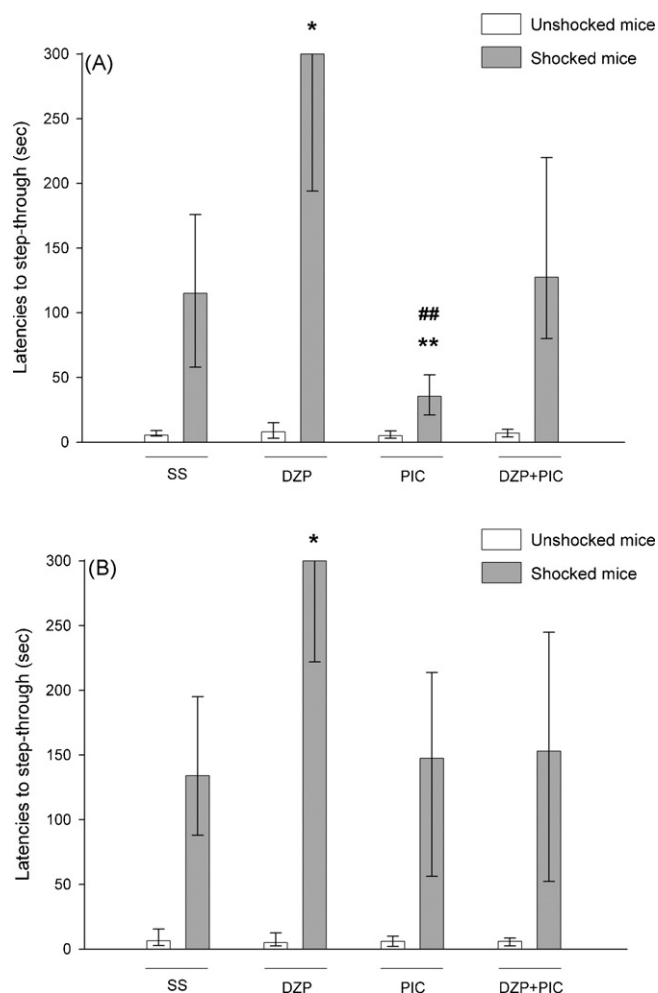 Unshocked mice
Shocked mice
(A)
*
300
250
200
150
100
50
0
##
**
Latencies to step-through (sec)
SS
DZP
PIC
DZP+PIC
Unshocked mice
Shocked mice
(B)
*
300
250
200
150
100
50
0
Latencies to step-through (sec)
SS
DZP
PIC
DZP+PIC